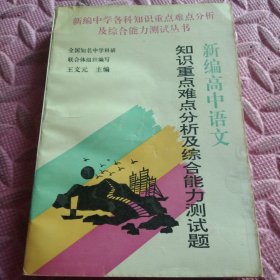 新编中学各科知识重点难点分析
及综合能力测试丛书
全国知名中学科研
联合体组织编写
王文元 主编
新编高中语文
知识重点难点分析及综合能力测试题